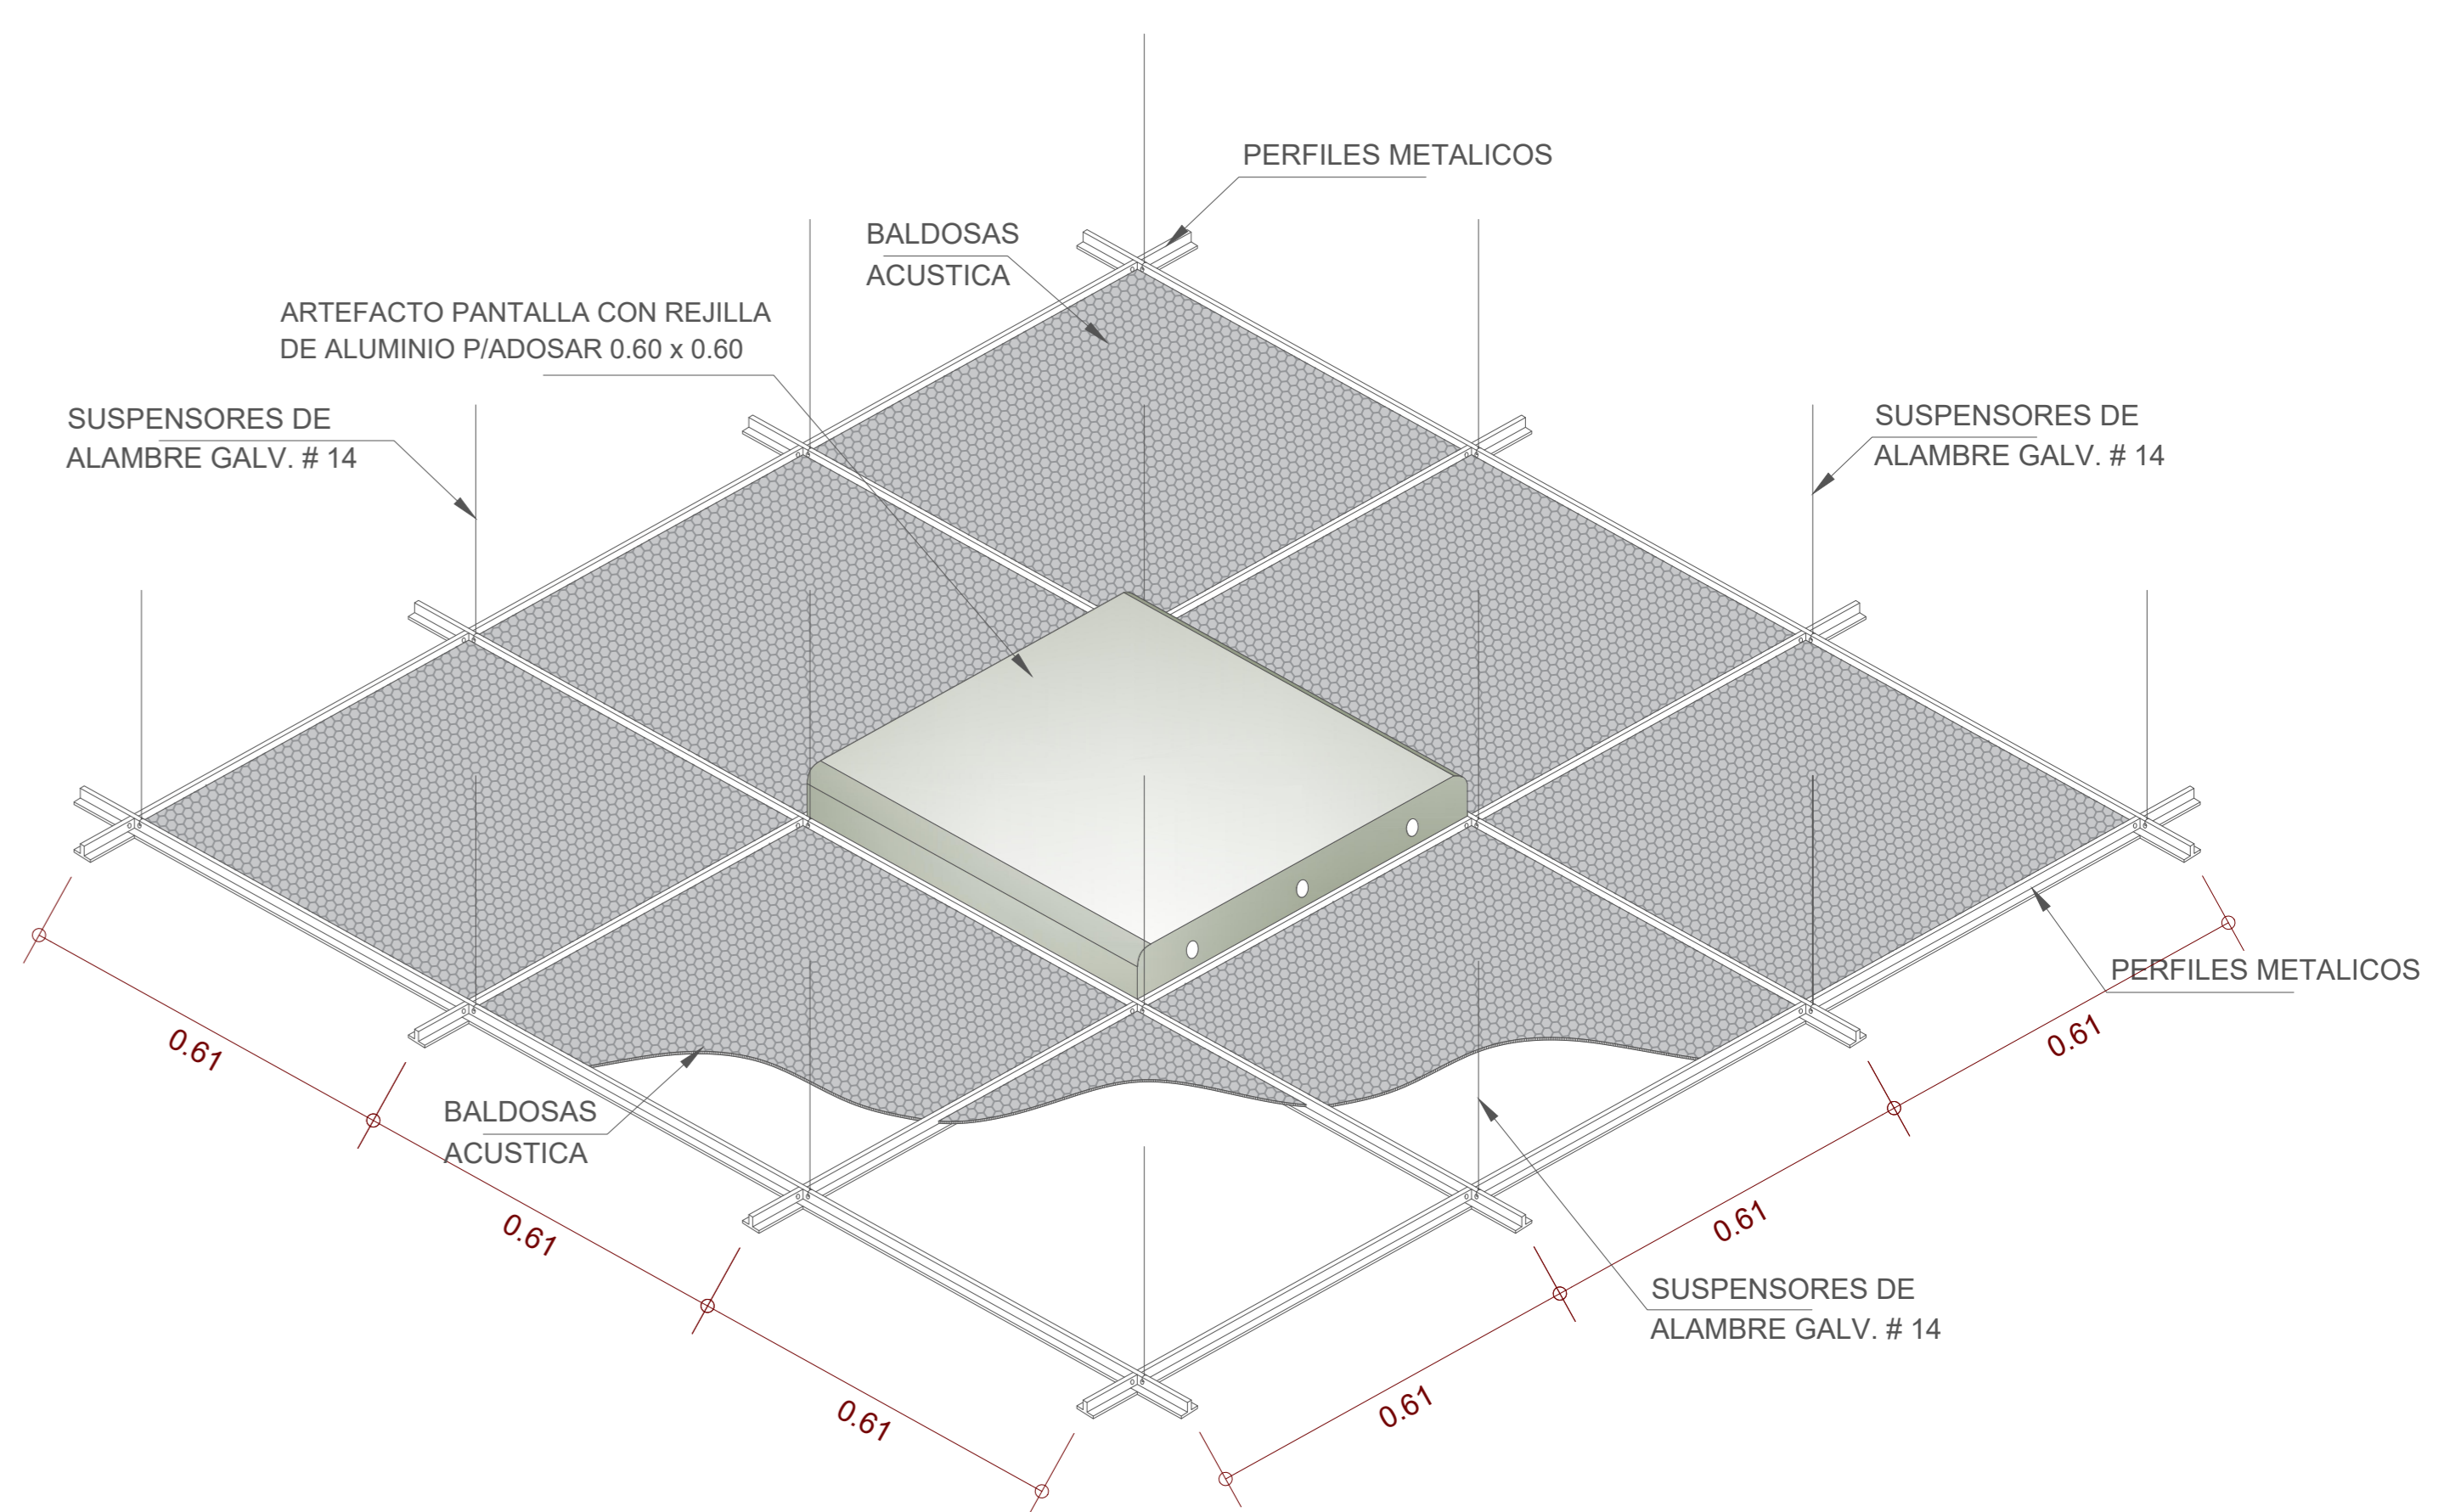 PERFILES METALICOS
BALDOSAS
ACUSTICA
ARTEFACTO PANTALLA CON REJILLA
DE ALUMINIO P/ADOSAR 0.60 x 0.60
SUSPENSORES DE
ALAMBRE GALV. # 14
SUSPENSORES DE
ALAMBRE GALV. # 14
PERFILES METALICOS
0.61
0.61
BALDOSAS
ACUSTICA
0.61
0.61
SUSPENSORES DE
ALAMBRE GALV. # 14
0.61
0.61